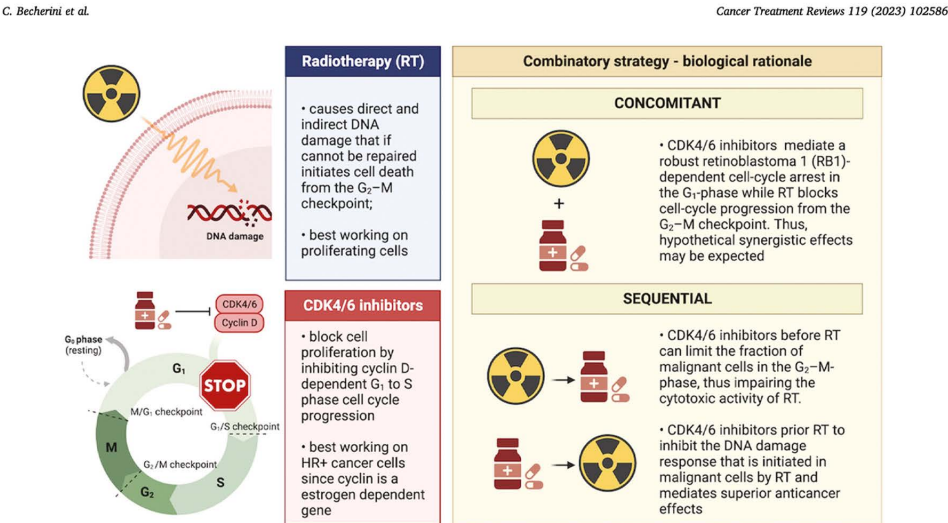 C. Becherini et al.
Cancer Treatment Reviews 119 (2023) 102586
DNA damage
Radiotherapy (RT)
• causes direct and
indirect DNA
damage that if
cannot be repaired
initiates cell death
from the G₂–M
checkpoint;
• best working on
proliferating cells
CDK4/6
Cyclin D
G₀ phase
(resting)
G₁
STOP
M/G₁ checkpoint
G₁/S checkpoint
M
G₂/M checkpoint
S
G₂
CDK4/6 inhibitors
• block cell
proliferation by
inhibiting cyclin D-
dependent G₁ to S
phase cell cycle
progression
• best working on
HR+ cancer cells
since cyclin is a
estrogen dependent
gene
Combinatory strategy - biological rationale
CONCOMITANT
+
• CDK4/6 inhibitors mediate a
robust retinoblastoma 1 (RB1)-
dependent cell-cycle arrest in
the G₁-phase while RT blocks
cell-cycle progression from the
G₂–M checkpoint. Thus,
hypothetical synergistic effects
may be expected
SEQUENTIAL
• CDK4/6 inhibitors before RT
can limit the fraction of
malignant cells in the G₂–M-
phase, thus impairing the
cytotoxic activity of RT.
• CDK4/6 inhibitors prior RT to
inhibit the DNA damage
response that is initiated in
malignant cells by RT and
mediates superior anticancer
effects